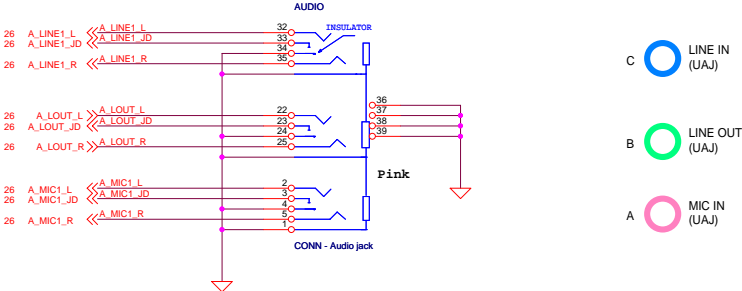 AUDIO
INSULATOR
26 A_LINE1_L A_LINE1_L 32
26 A_LINE1_JD A_LINE1_JD 33
34
26 A_LINE1_R A_LINE1_R 35
36
26 A_LOUT_L A_LOUT_L 22 37
26 A_LOUT_JD A_LOUT_JD 23 38
24 39
26 A_LOUT_R A_LOUT_R 25
Pink
26 A_MIC1_L A_MIC1_L 2
26 A_MIC1_JD A_MIC1_JD 3
4
26 A_MIC1_R A_MIC1_R 5
1
CONN - Audio jack
C LINE IN
(UAJ)
B LINE OUT
(UAJ)
A MIC IN
(UAJ)